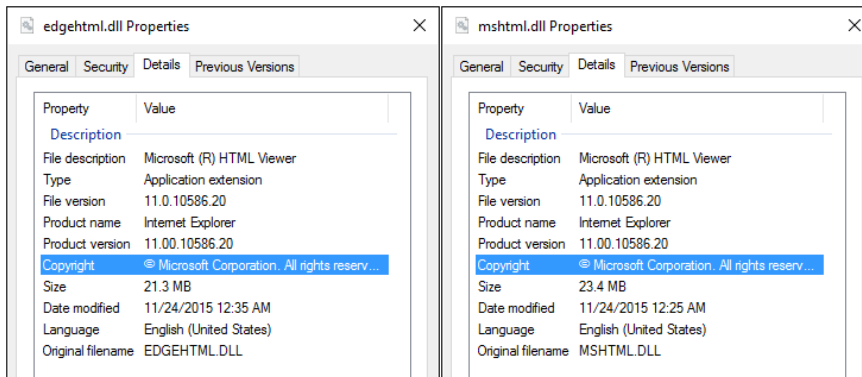 edgehtml.dll Properties
General Security Details Previous Versions
Property Value
Description
File description Microsoft (R) HTML Viewer
Type Application extension
File version 11.0.10586.20
Product name Internet Explorer
Product version 11.00.10586.20
Copyright © Microsoft Corporation. All rights reserv...
Size 21.3 MB
Date modified 11/24/2015 12:35 AM
Language English (United States)
Original filename EDGEHTML.DLL
mshtml.dll Properties
General Security Details Previous Versions
Property Value
Description
File description Microsoft (R) HTML Viewer
Type Application extension
File version 11.0.10586.20
Product name Internet Explorer
Product version 11.00.10586.20
Copyright © Microsoft Corporation. All rights reserv...
Size 23.4 MB
Date modified 11/24/2015 12:25 AM
Language English (United States)
Original filename MSHTML.DLL